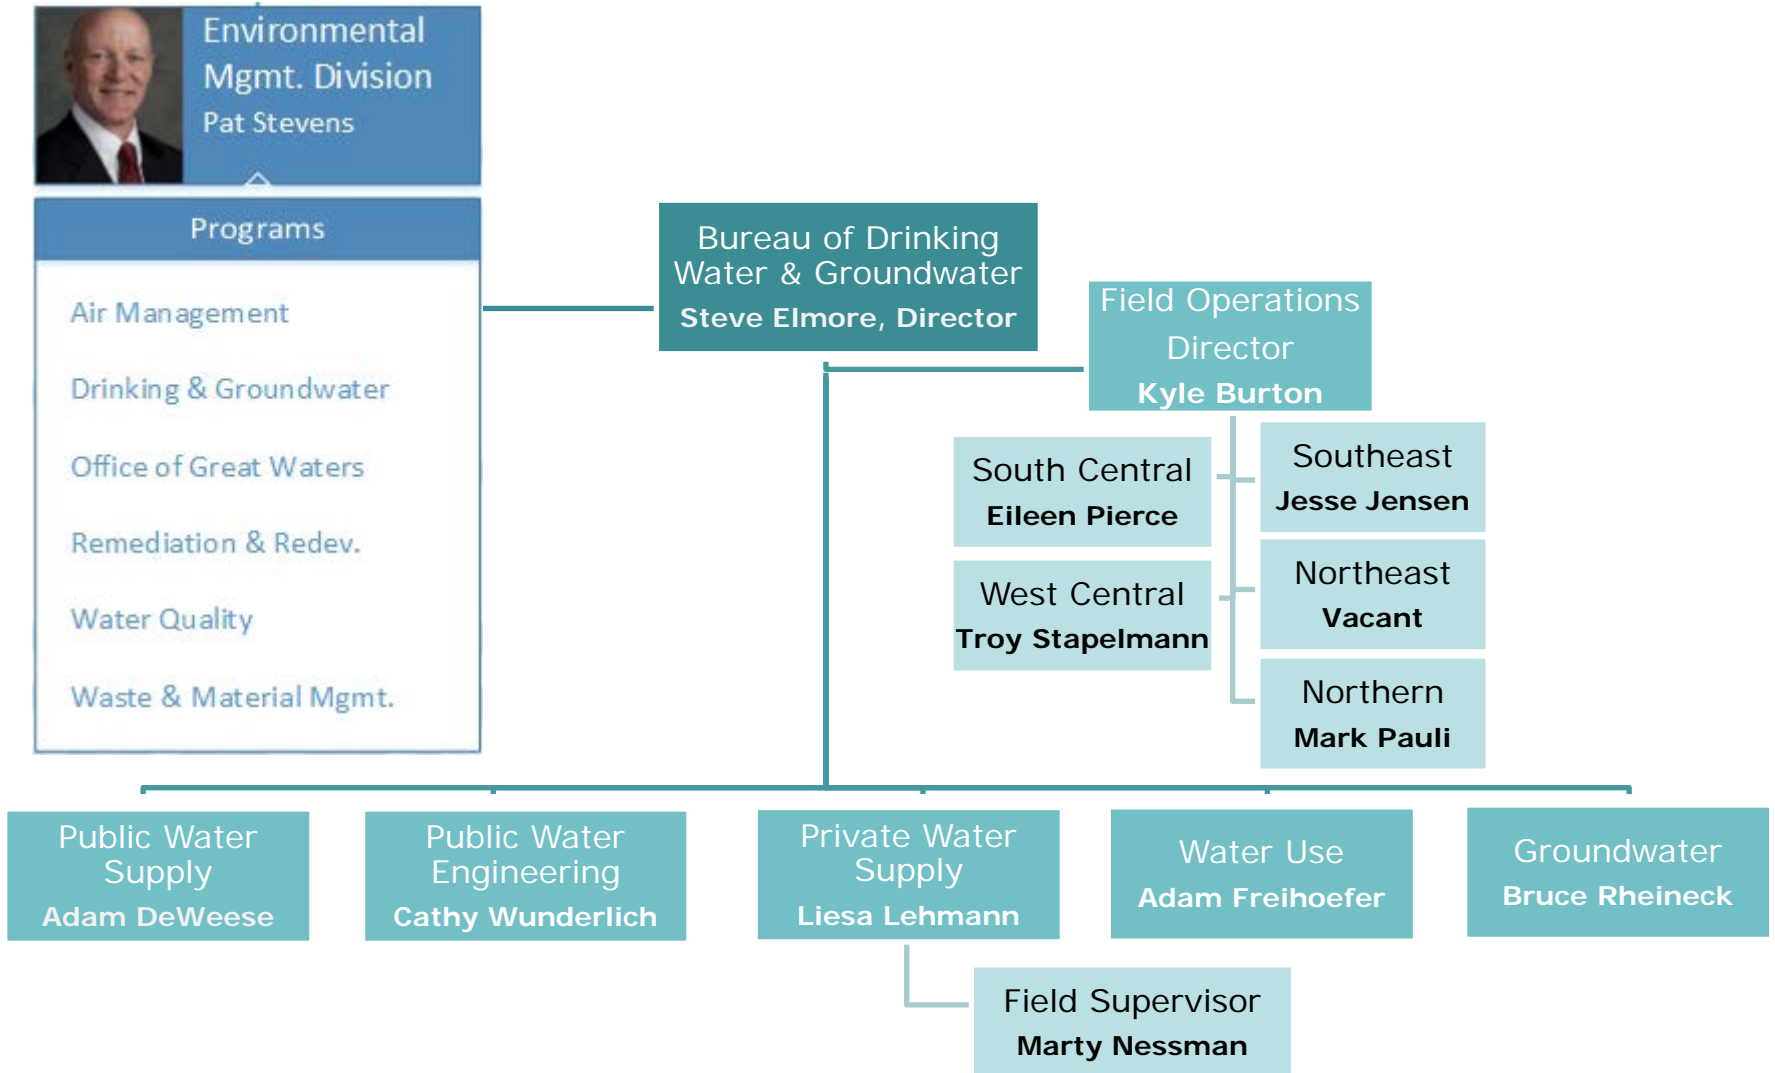 Environmental
Mgmt. Division
Pat Stevens
Programs
Air Management
Drinking & Groundwater
Office of Great Waters
Remediation & Redev.
Water Quality
Waste & Material Mgmt.
Bureau of Drinking
Water & Groundwater
Steve Elmore, Director
Field Operations
Director
Kyle Burton
South Central
Eileen Pierce
Southeast
Jesse Jensen
West Central
Troy Stapelmann
Northeast
Vacant
Northern
Mark Pauli
Public Water
Supply
Adam DeWeese
Public Water
Engineering
Cathy Wunderlich
Private Water
Supply
Liesa Lehmann
Water Use
Adam Freihoefer
Groundwater
Bruce Rheineck
Field Supervisor
Marty Nessman